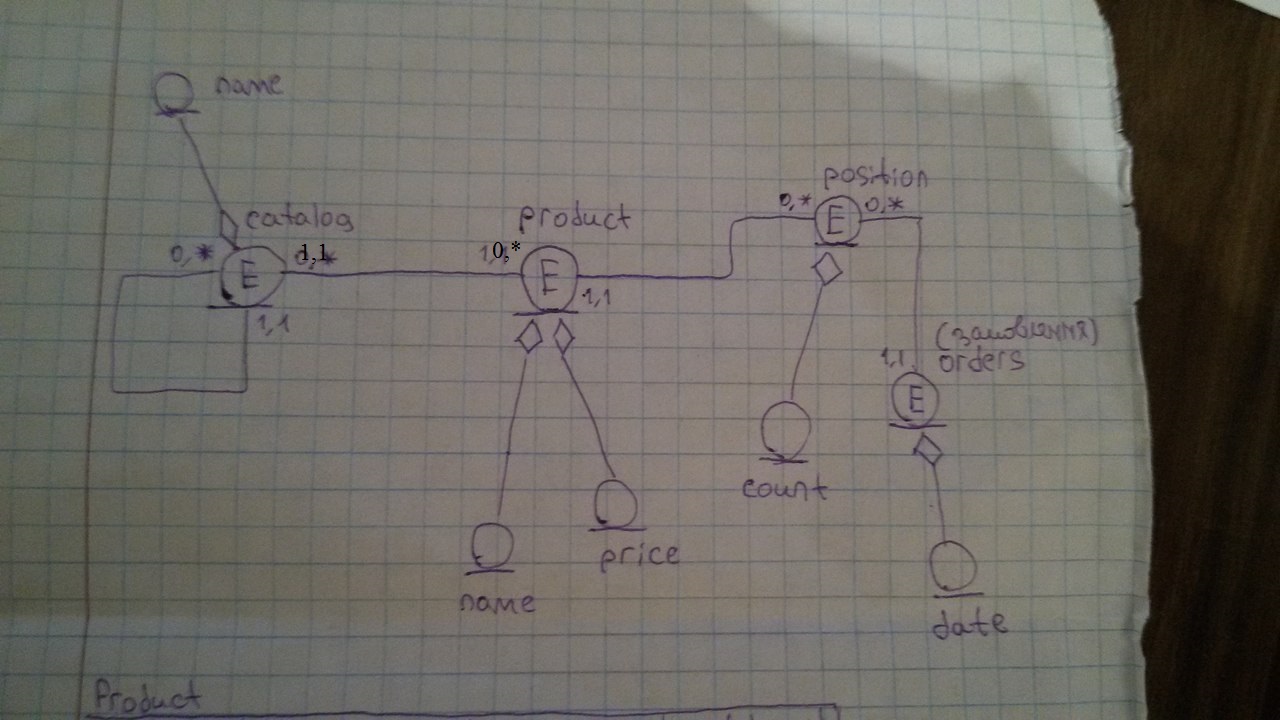 name
catalog
0,*
E
1,1
1,1
product
0,*
E
1,1
position
0,*
E
0,*
(замовлення)
1,1
orders
E
count
price
name
date
Product